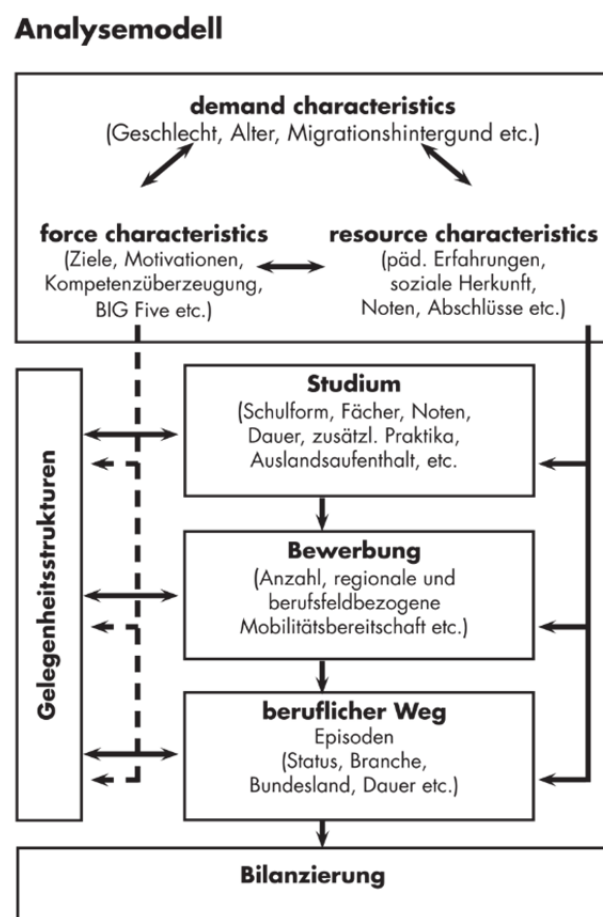 Analysemodell
demand characteristics
(Geschlecht, Alter, Migrationshintergund etc.)
force characteristics
(Ziele, Motivationen,
Kompetenzüberzeugung,
BIG Five etc.)
resource characteristics
(päd. Erfahrungen,
soziale Herkunft,
Noten, Abschlüsse etc.)
Gelegenheitsstrukturen
Studium
(Schulform, Fächer, Noten,
Dauer, zusätzl. Praktika,
Auslandsaufenthalt, etc.
Bewerbung
(Anzahl, regionale und
berufsfeldbezogene
Mobilitätsbereitschaft etc.)
beruflicher Weg
Episoden
(Status, Branche,
Bundesland, Dauer etc.)
Bilanzierung